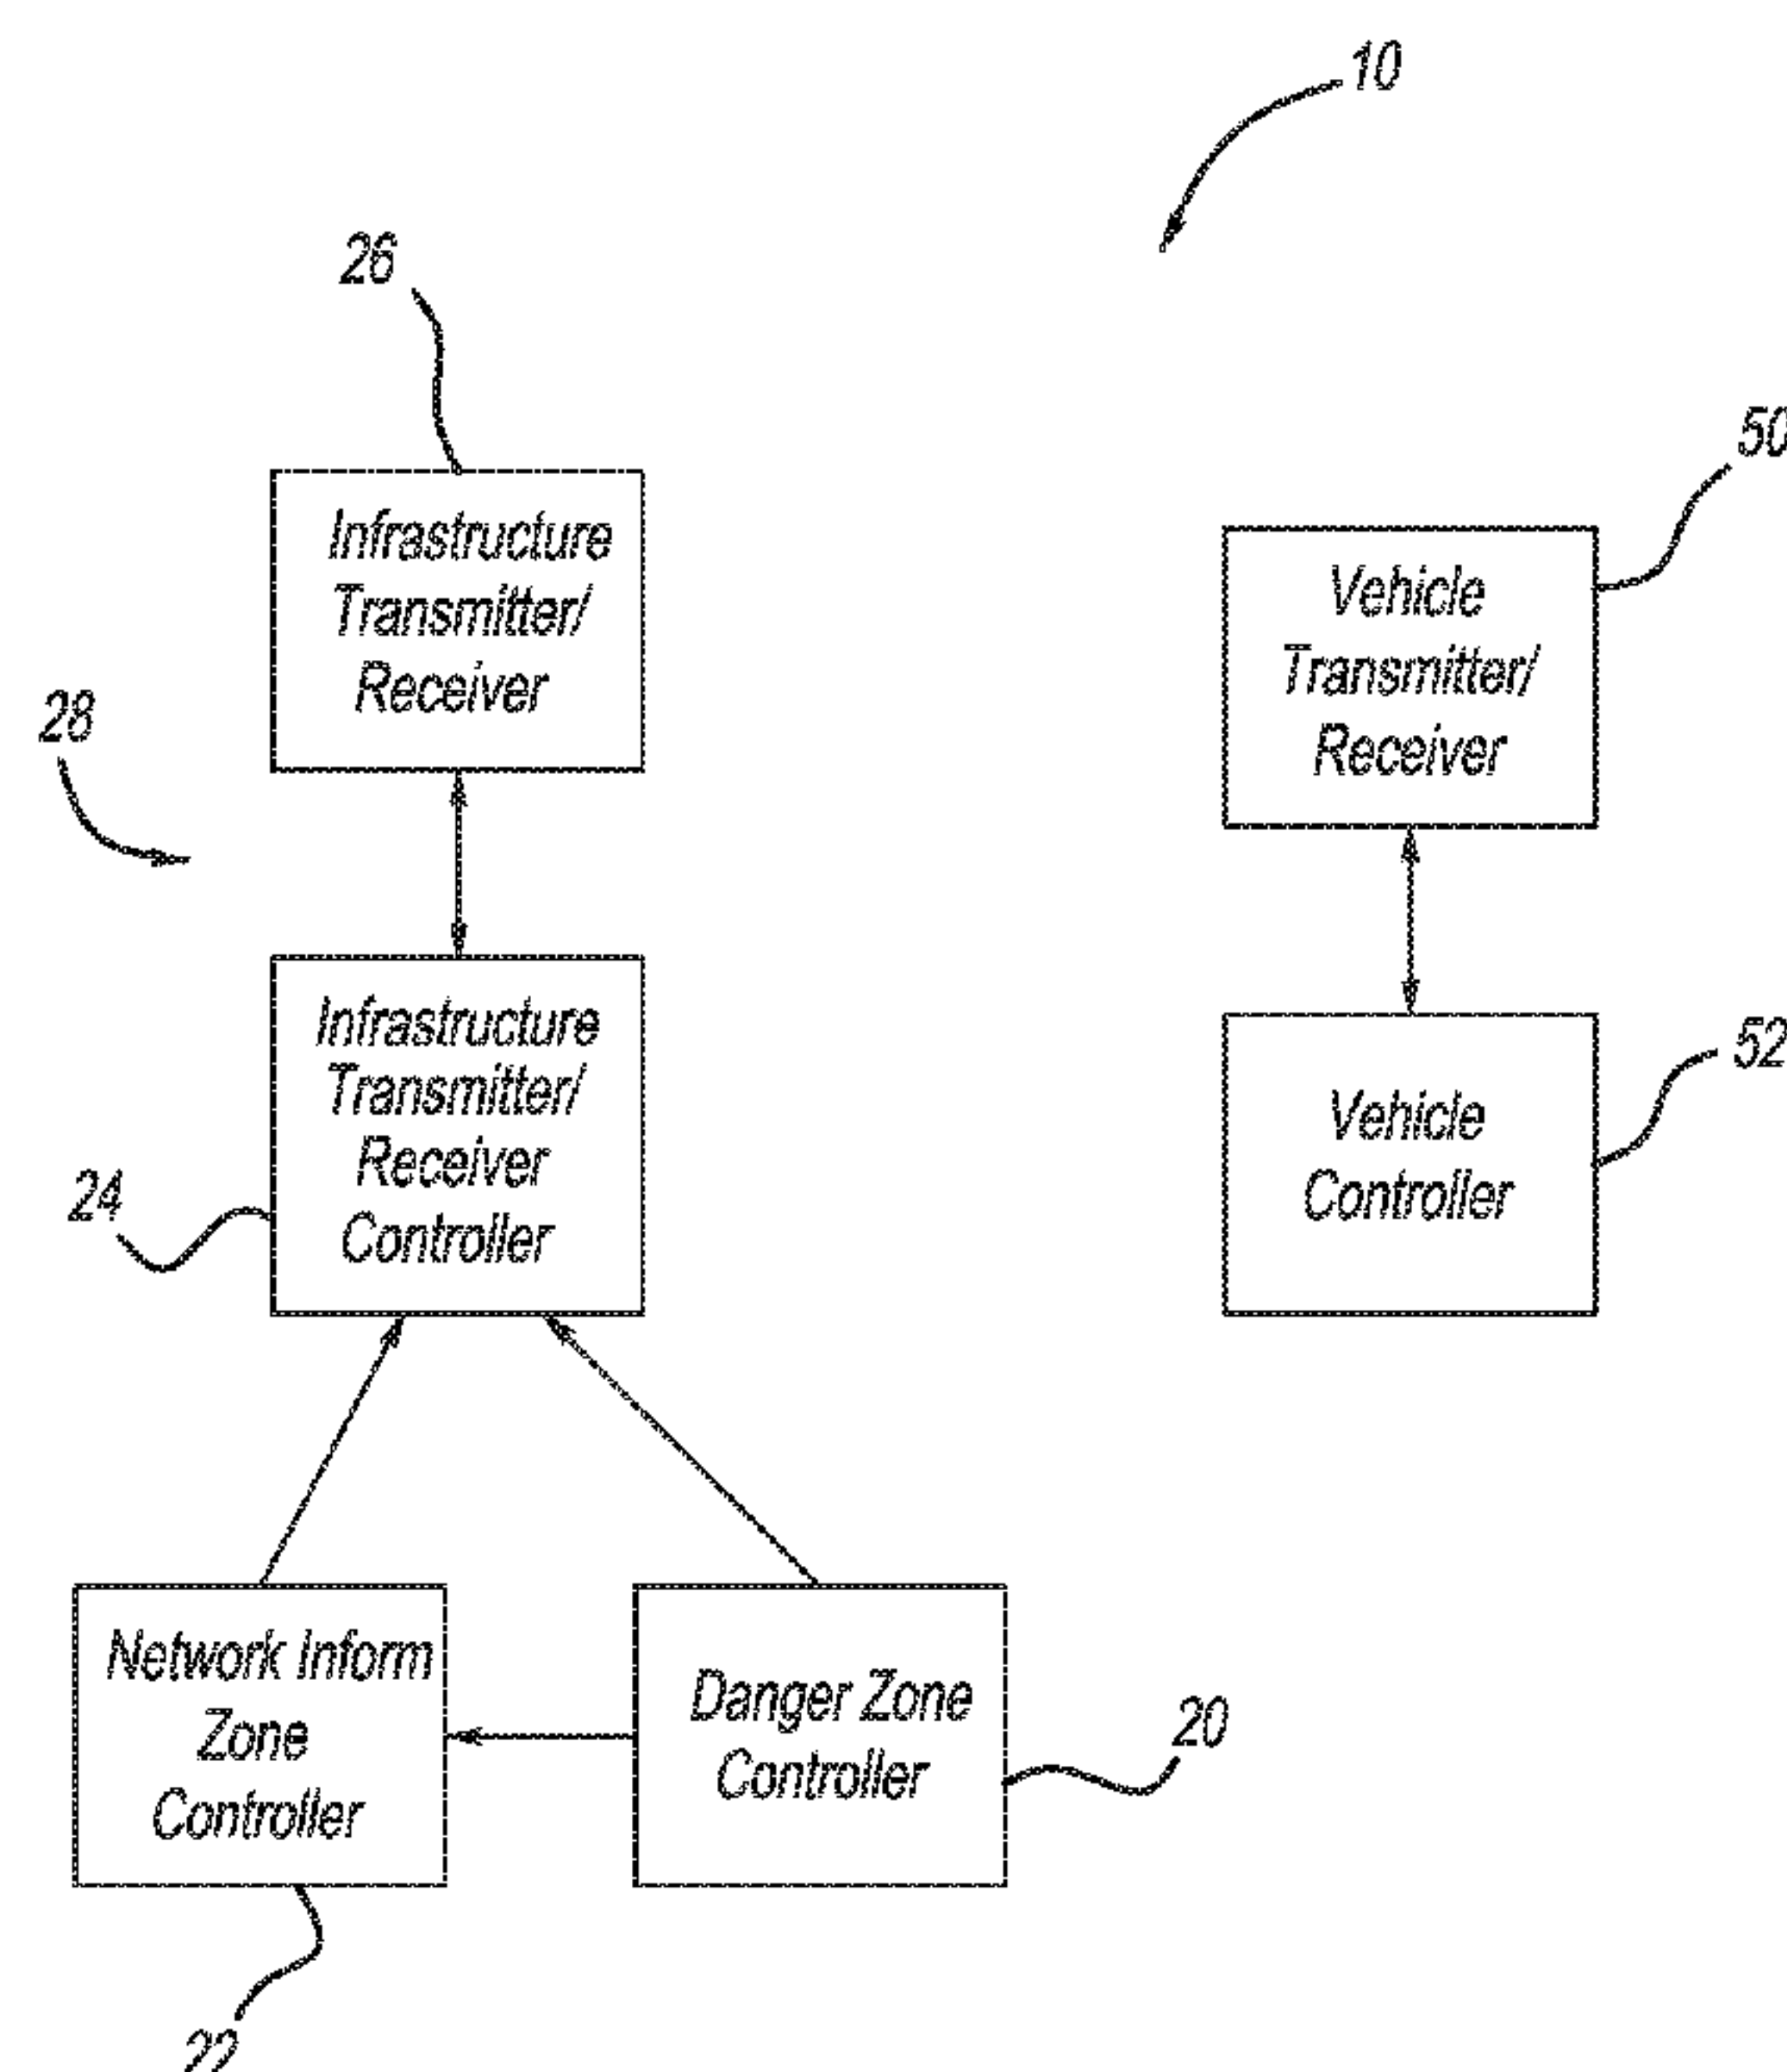 10
26
Infrastructure
Transmitter/
Receiver
50
Vehicle
Transmitter/
Receiver
28
Infrastructure
Transmitter/
Receiver
Controller
24
Vehicle
Controller
52
Network Inform
Zone
Controller
Danger Zone
Controller
20
22